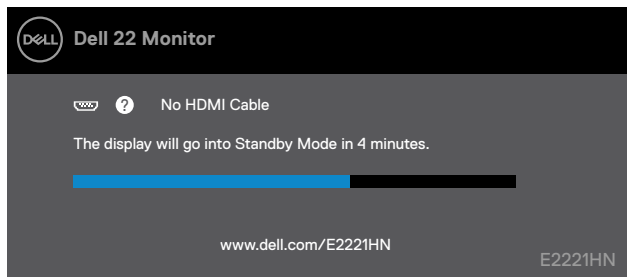 DELL Dell 22 Monitor
? No HDMI Cable
The display will go into Standby Mode in 4 minutes.
www.dell.com/E2221HN
E2221HN